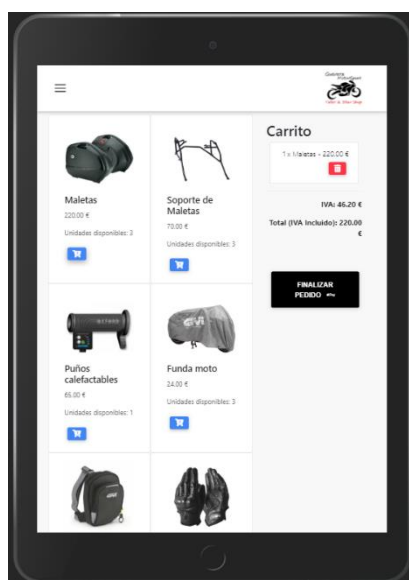 Carrito
1 x Maletas - 220.00 €
IVA: 46.20 €
Total (IVA Incluido): 220.00
€
FINALIZAR
PEDIDO
Maletas
220.00 €
Unidades disponibles: 3
Soporte de
Maletas
70.00 €
Unidades disponibles: 3
Puños
calefactables
65.00 €
Unidades disponibles: 1
GIVI
Funda moto
24.00 €
Unidades disponibles: 3